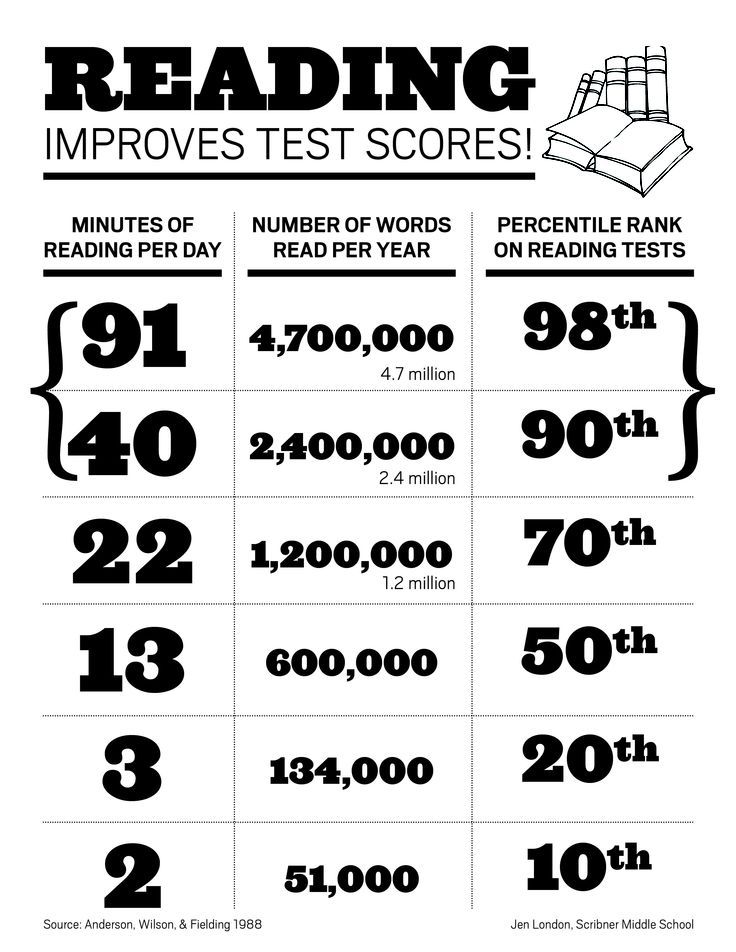 READING
IMPROVES TEST SCORES!
MINUTES OF
READING PER DAY
NUMBER OF WORDS
READ PER YEAR
PERCENTILE RANK
ON READING TESTS
91
4,700,000
4.7 million
98th
40
2,400,000
2.4 million
90th
22
1,200,000
1.2 million
70th
13
600,000
50th
3
134,000
20th
2
51,000
10th
Source: Anderson, Wilson, & Fielding 1988
Jen London, Scribner Middle School